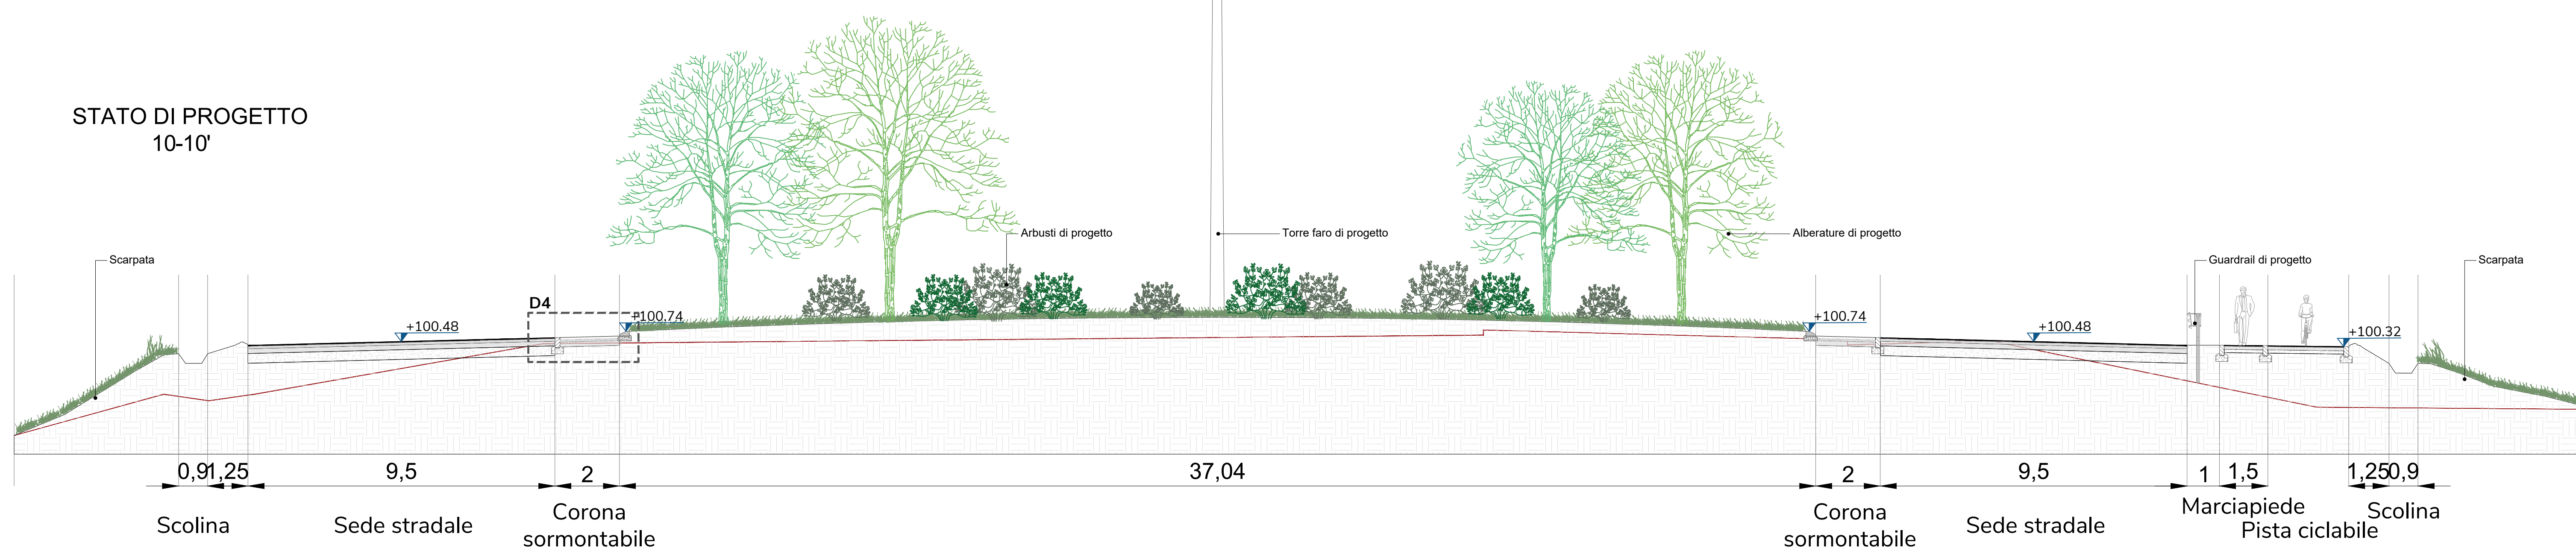 STATO DI PROGETTO
10-10'
Arbusti di progetto
Torre faro di progetto
Alberature di progetto
Scarpata
Guardrail di progetto
Scarpata
D4
+100.74
+100.48
+100.74
+100.48
+100.32
0,9 1,25 9,5 2 37,04 2 9,5 1 1,5 1,25 0,9
Scolina
Sede stradale
Corona
sormontabile
Corona
sormontabile
Sede stradale
Marciapiede
Pista ciclabile
Scolina